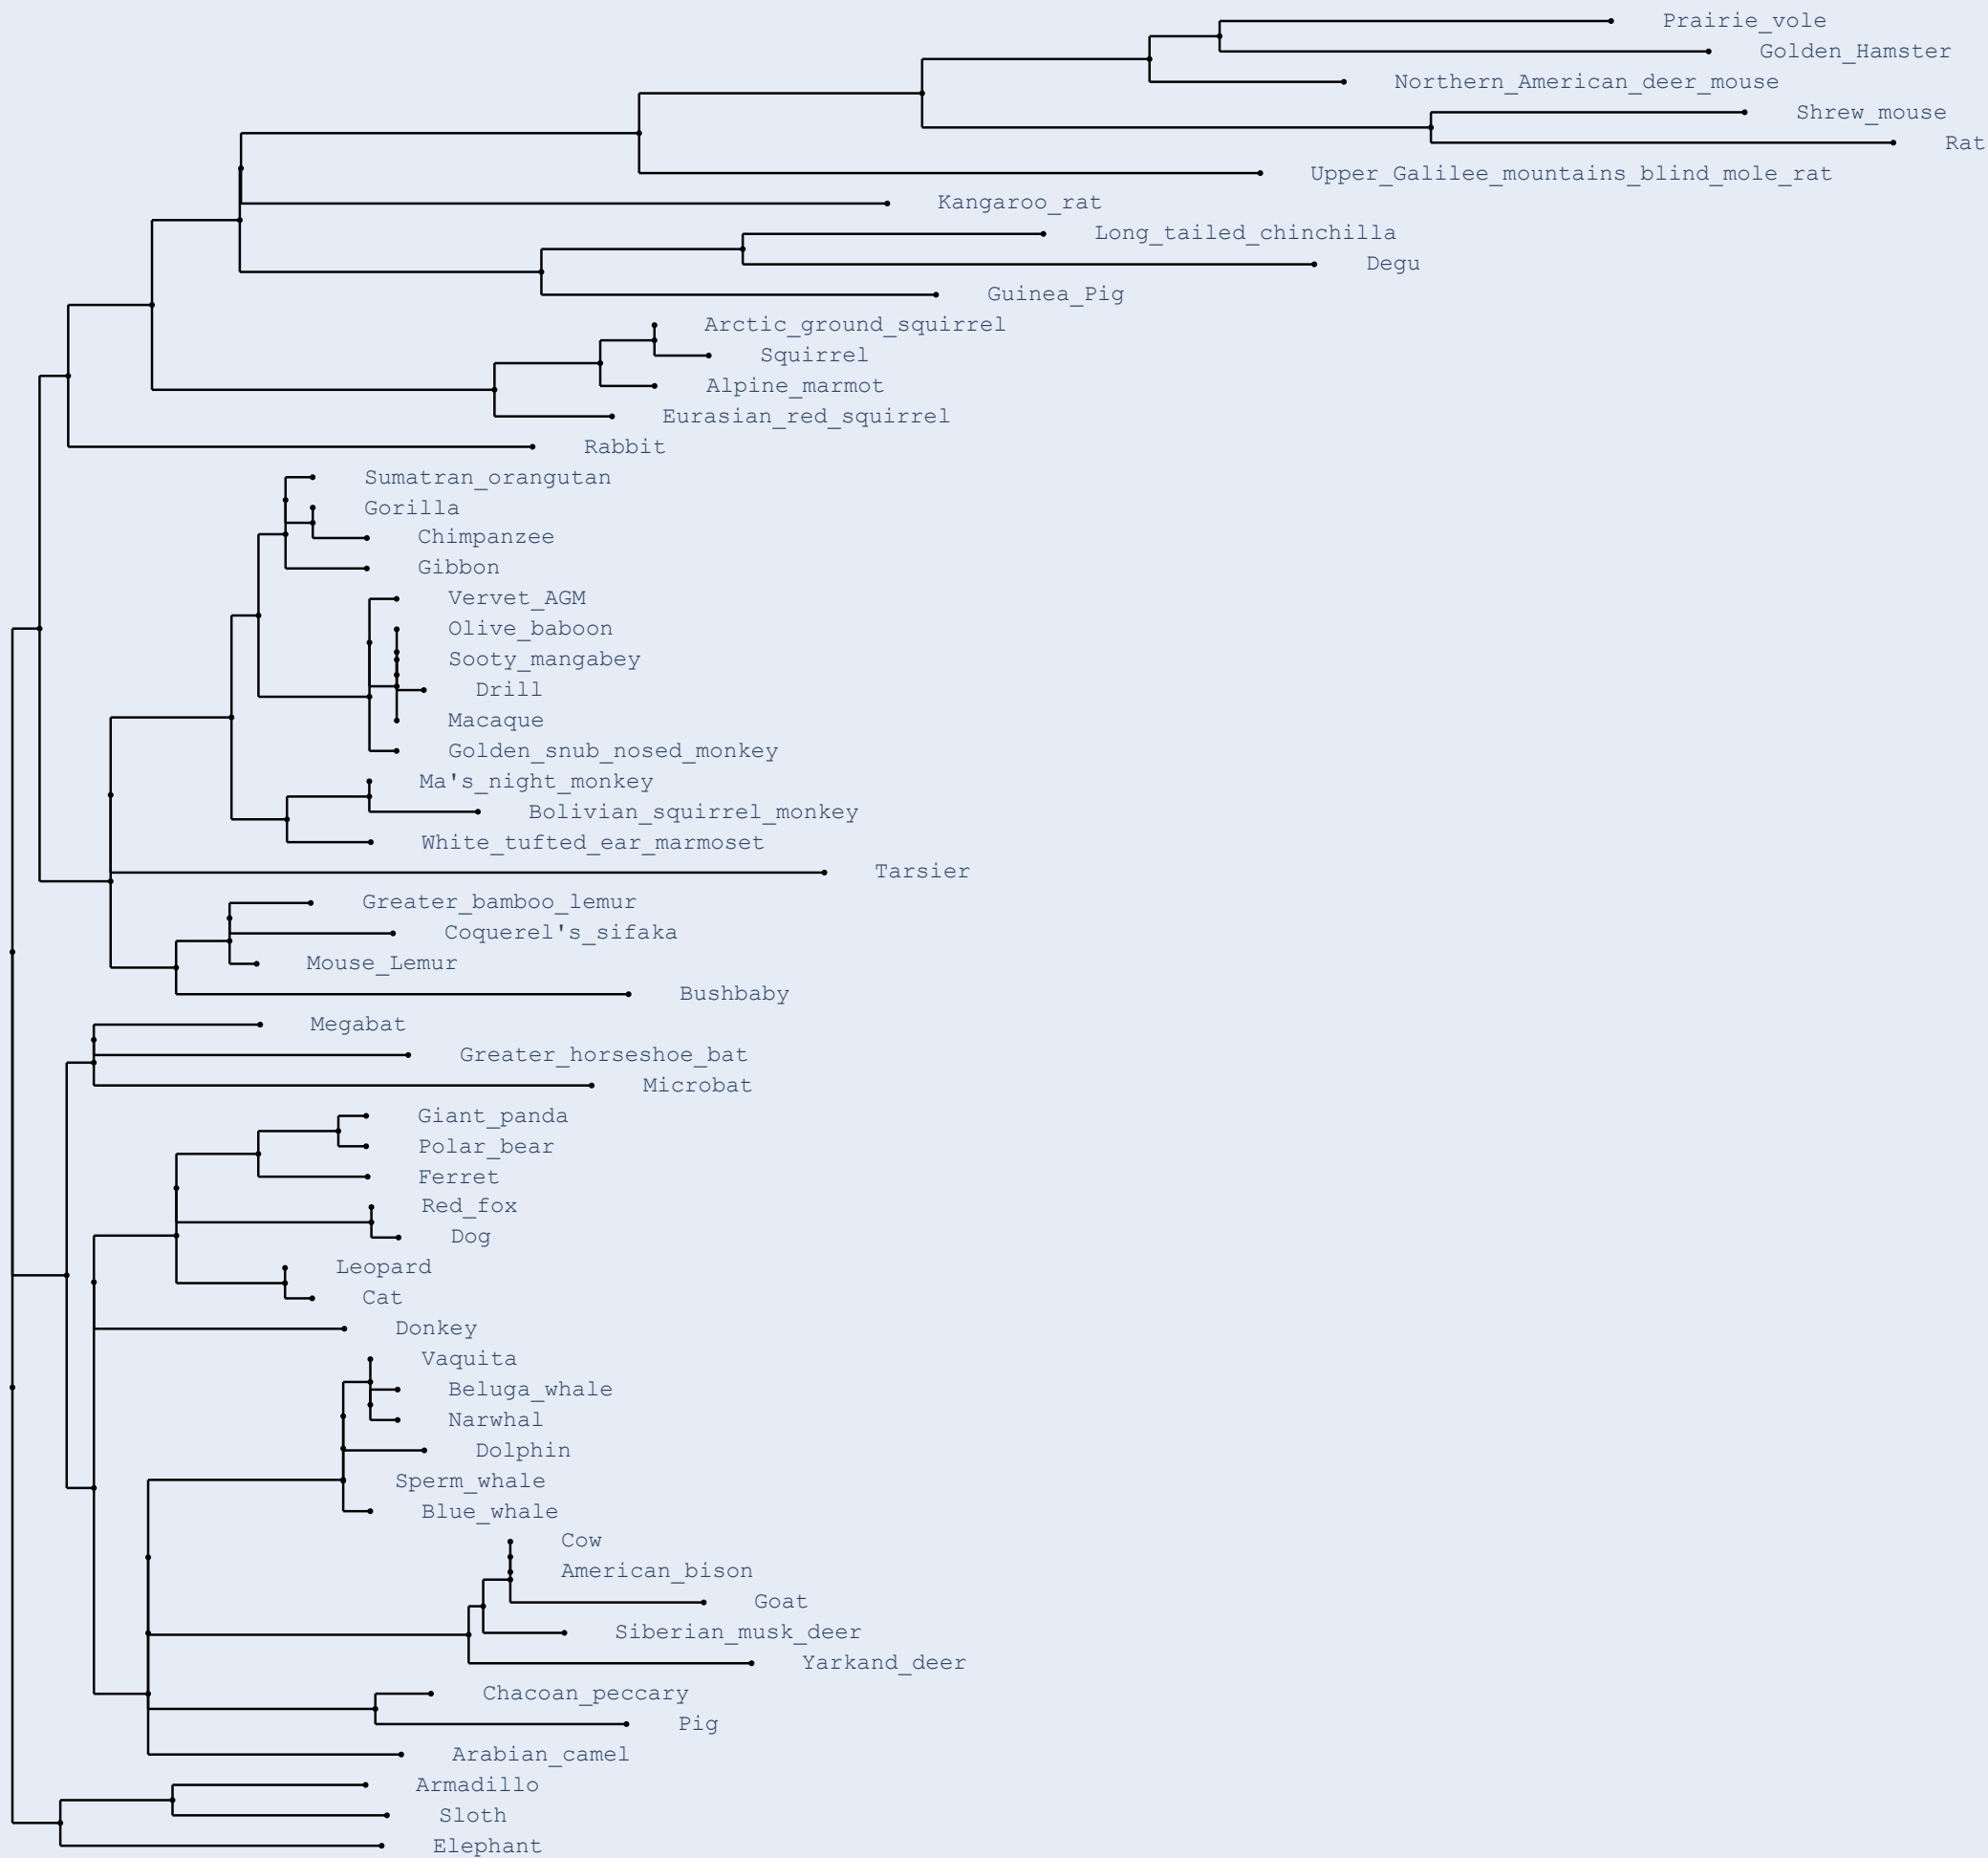 Prairie_vole
Golden_Hamster
Northern_American_deer_mouse
Shrew_mouse
Rat
Upper_Galilee_mountains_blind_mole_rat
Kangaroo_rat
Long_tailed_chinchilla
Degu
Guinea_Pig
Arctic_ground_squirrel
Squirrel
Alpine_marmot
Eurasian_red_squirrel
Rabbit
Sumatran_orangutan
Gorilla
Chimpanzee
Gibbon
Vervet_AGM
Olive_baboon
Sooty_mangabey
Drill
Macaque
Golden_snub_nosed_monkey
Ma's_night_monkey
Bolivian_squirrel_monkey
White_tufted_ear_marmoset
Tarsier
Greater_bamboo_lemur
Coquerel's_sifaka
Mouse_Lemur
Bushbaby
Megabat
Greater_horseshoe_bat
Microbat
Giant_panda
Polar_bear
Ferret
Red_fox
Dog
Leopard
Cat
Donkey
Vaquita
Beluga_whale
Narwhal
Dolphin
Sperm_whale
Blue_whale
Cow
American_bison
Goat
Siberian_musk_deer
Yarkand_deer
Chacoan_peccary
Pig
Arabian_camel
Armadillo
Sloth
Elephant